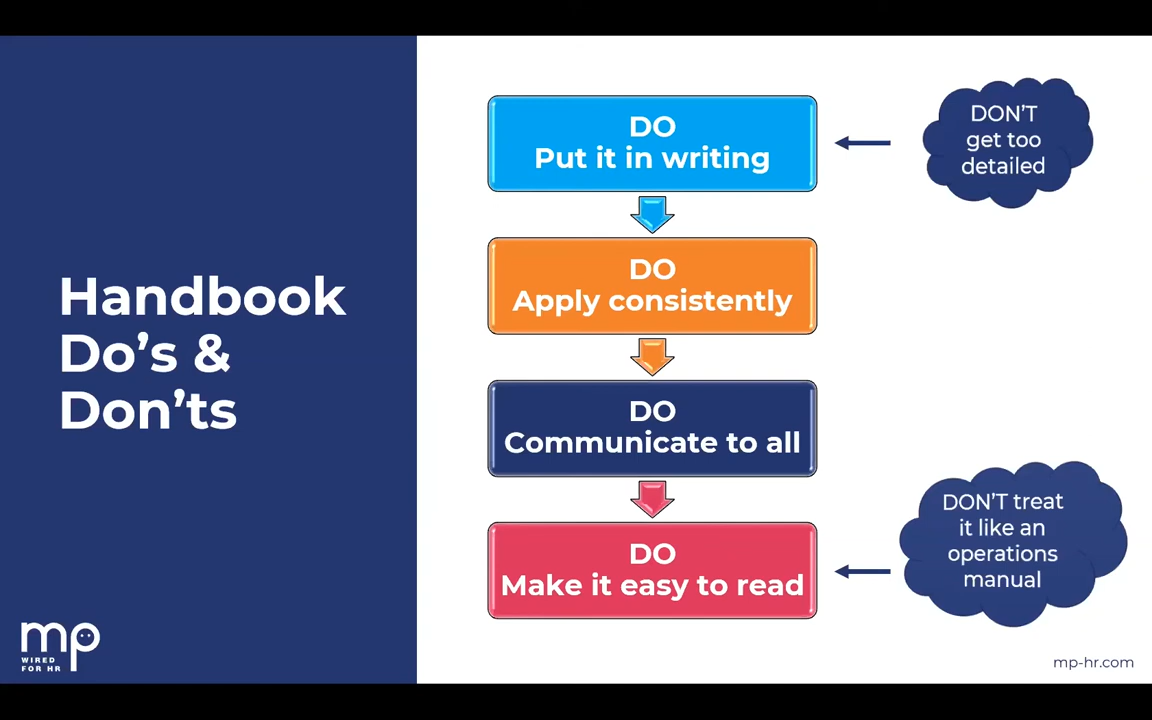 Handbook
Do's &
Don'ts
DO
Put it in writing
DON'T
get too
detailed
DO
Apply consistently
DO
Communicate to all
DO
Make it easy to read
DON'T treat
it like an
operations
manual
mp
WIRED
FOR HR
mp-hr.com